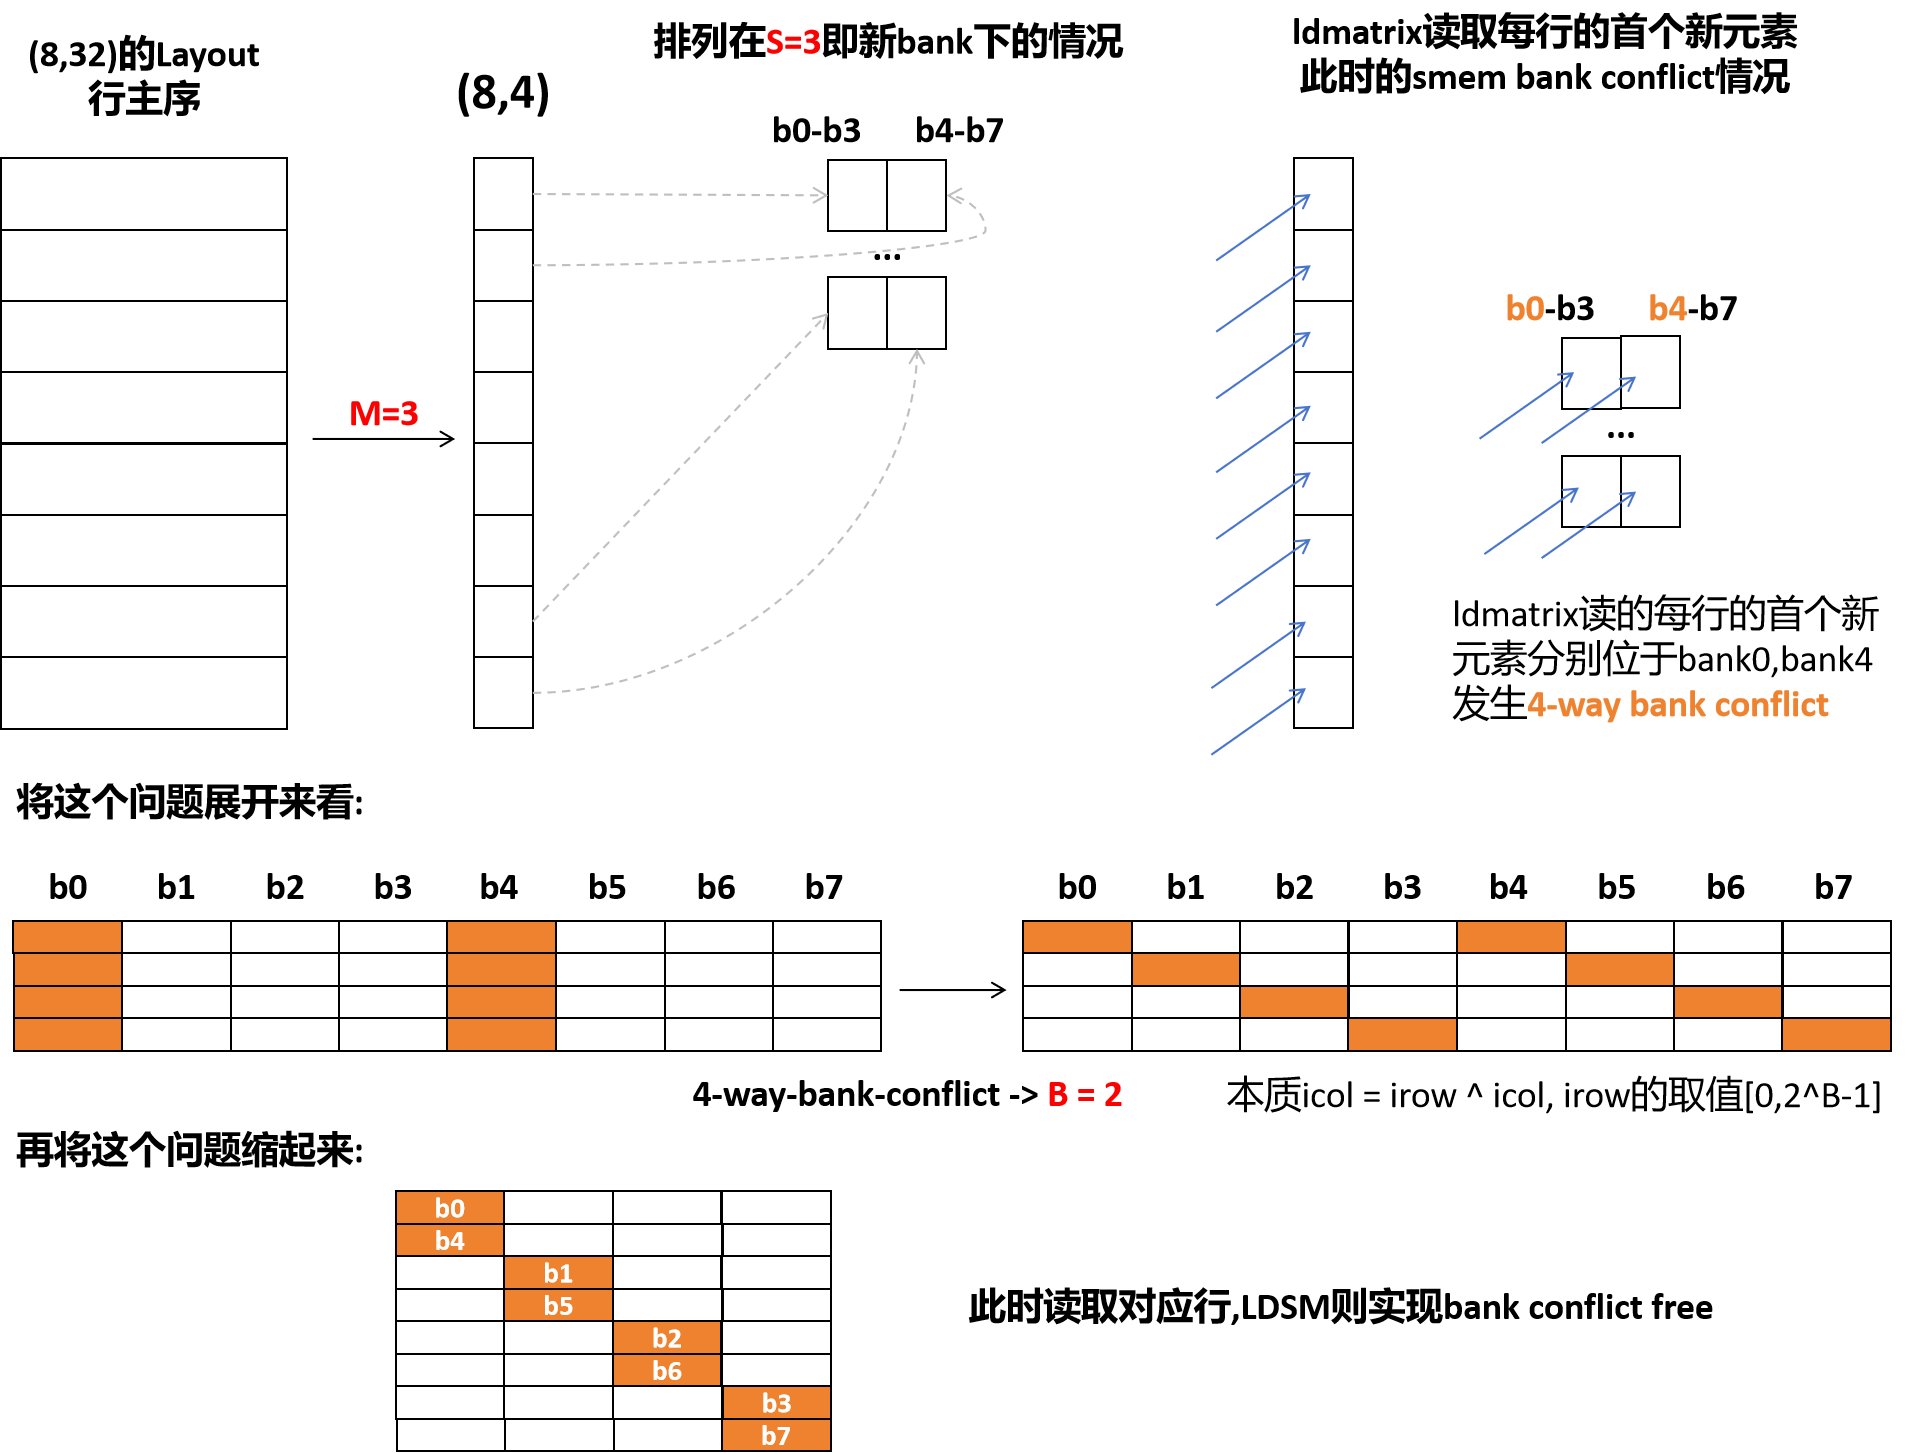 (8,32)的Layout
行主序
(8,4)
排列在S=3即新bank下的情况
ldmatrix读取每行的首个新元素
此时的smem bank conflict情况
b0-b3 b4-b7
...
M=3
b0-b3 b4-b7
...
ldmatrix读的每行的首个新
元素分别位于bank0,bank4
发生4-way bank conflict
将这个问题展开来看:
b0 b1 b2 b3 b4 b5 b6 b7
b0 b1 b2 b3 b4 b5 b6 b7
4-way-bank-conflict -> B = 2
本质icol = irow ^ icol, irow的取值[0,2^B-1]
再将这个问题缩起来:
b0
b4
b1
b5
b2
b6
b3
b7
此时读取对应行,LDSM则实现bank conflict free